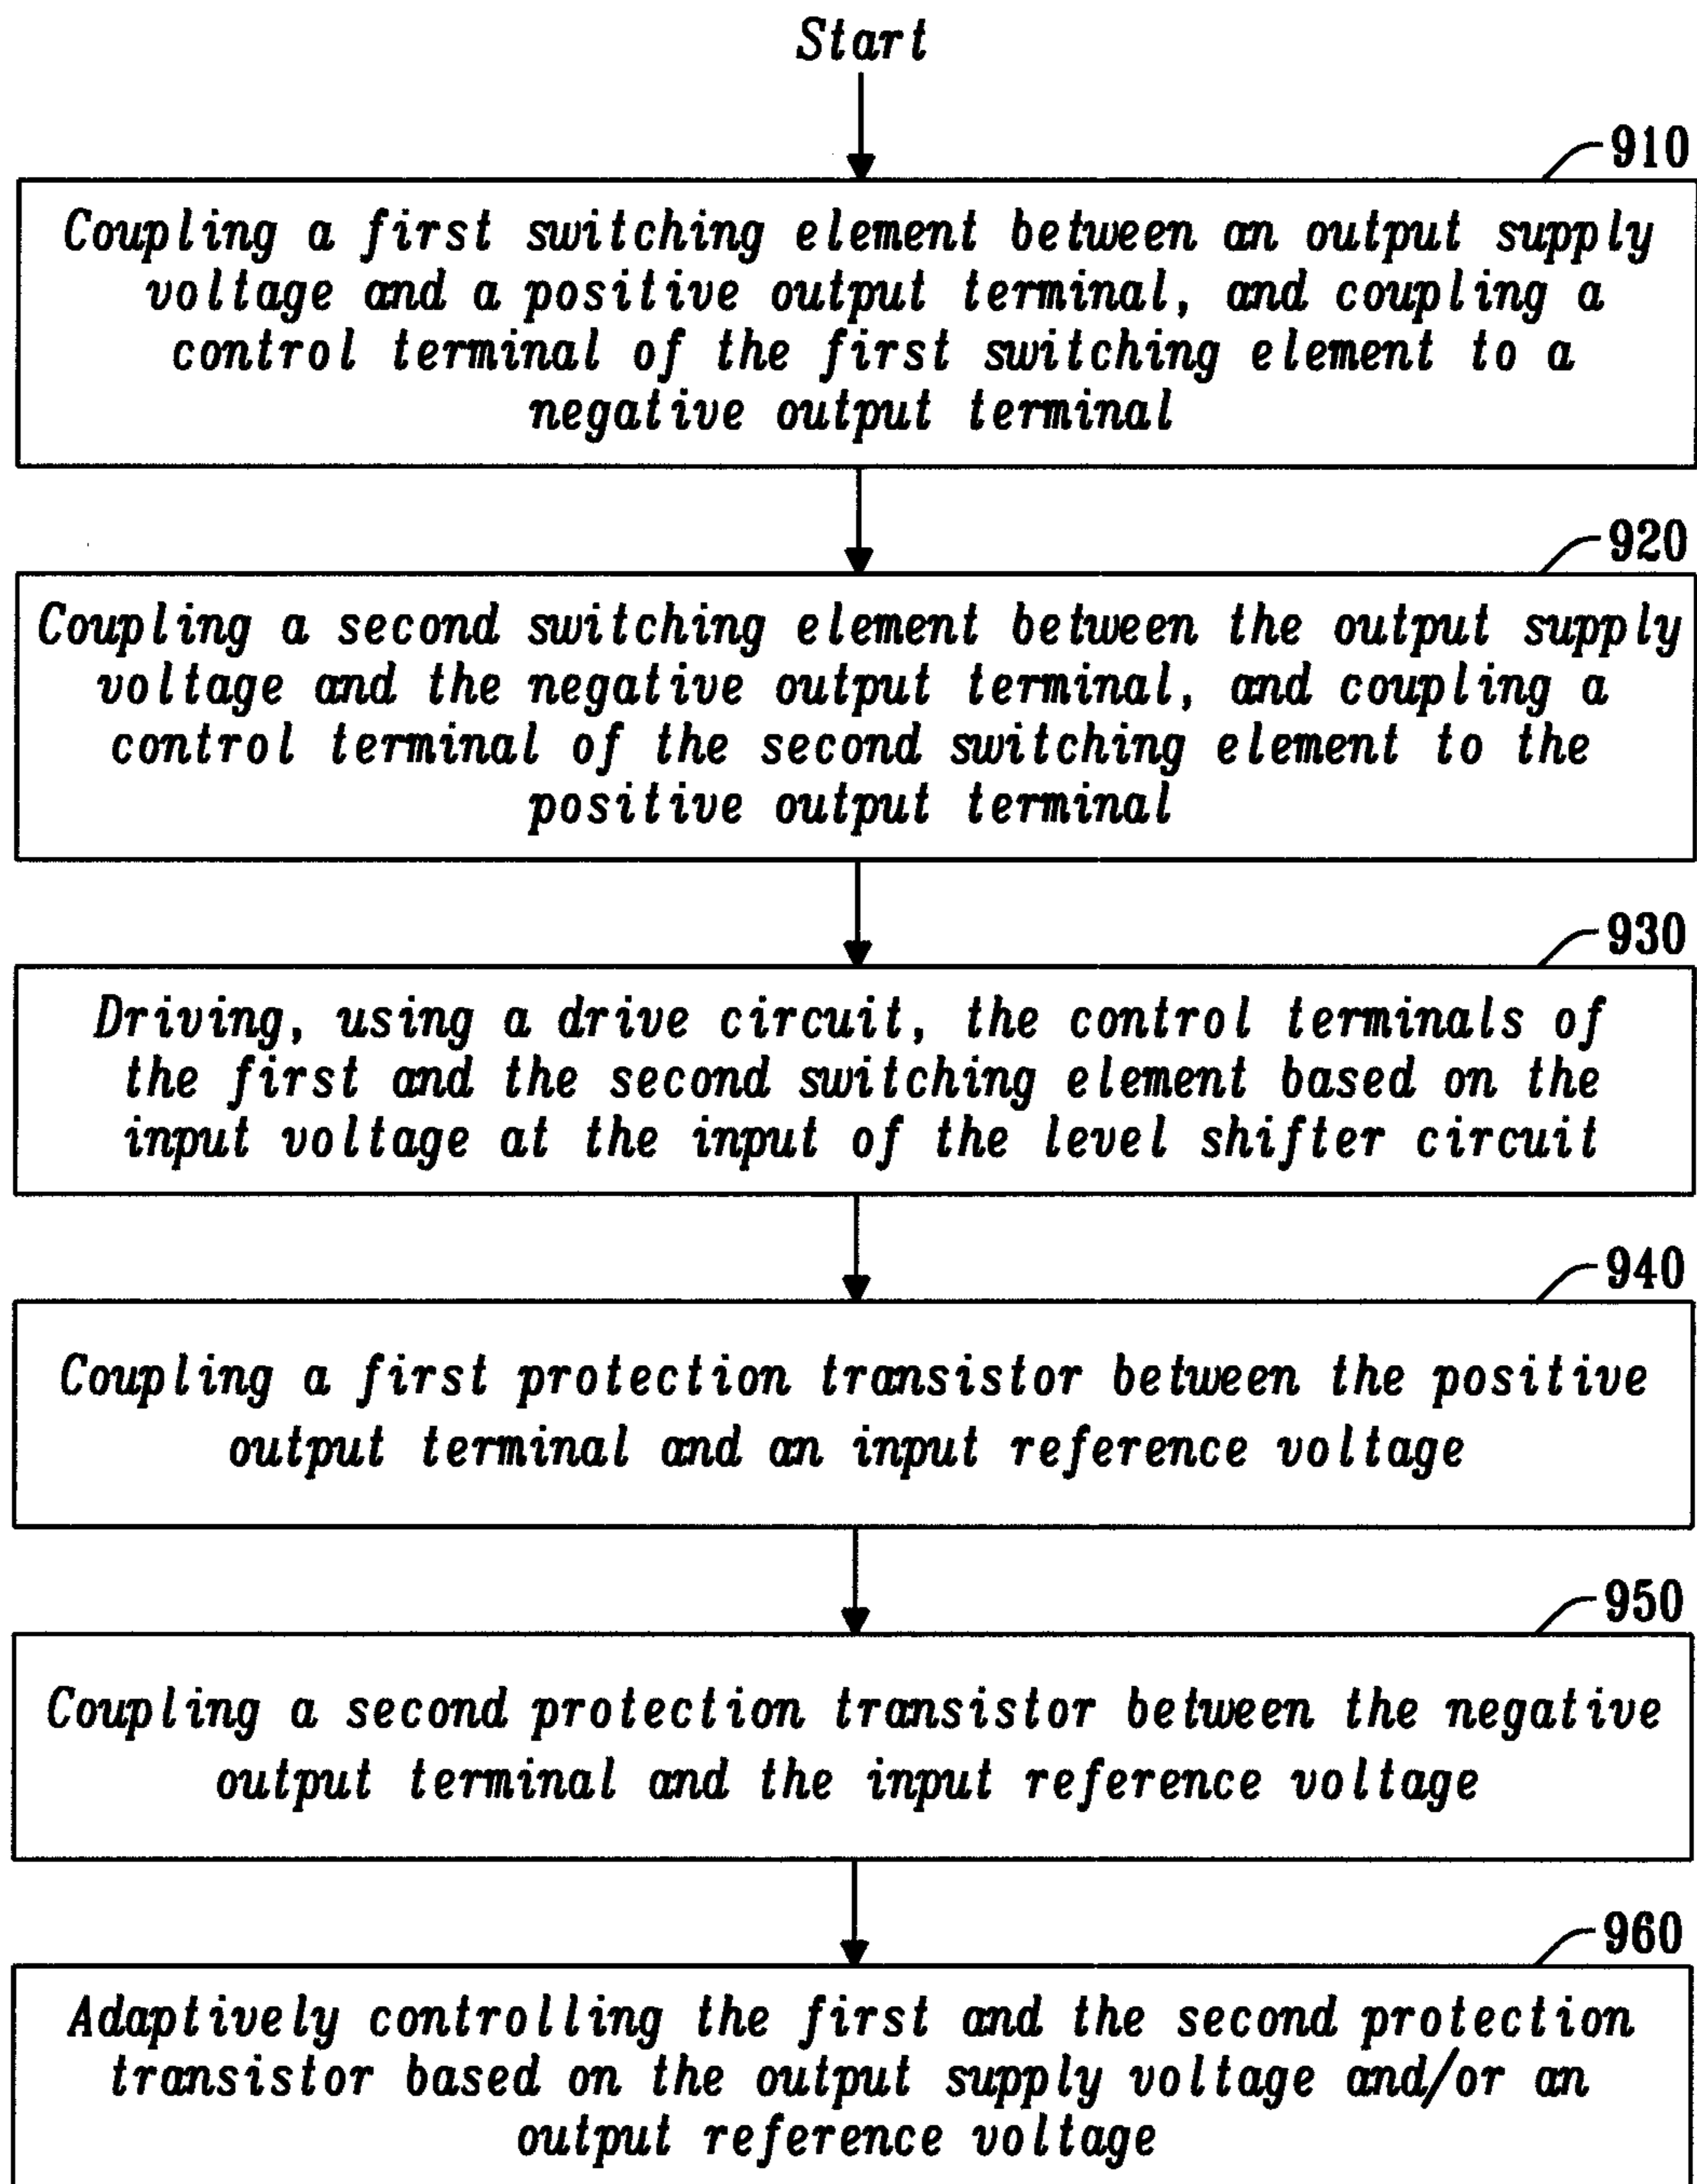 Start
910
Coupling a first switching element between an output supply
voltage and a positive output terminal, and coupling a
control terminal of the first switching element to a
negative output terminal
920
Coupling a second switching element between the output supply
voltage and the negative output terminal, and coupling a
control terminal of the second switching element to the
positive output terminal
930
Driving, using a drive circuit, the control terminals of
the first and the second switching element based on the
input voltage at the input of the level shifter circuit
940
Coupling a first protection transistor between the positive
output terminal and an input reference voltage
950
Coupling a second protection transistor between the negative
output terminal and the input reference voltage
960
Adaptively controlling the first and the second protection
transistor based on the output supply voltage and/or an
output reference voltage